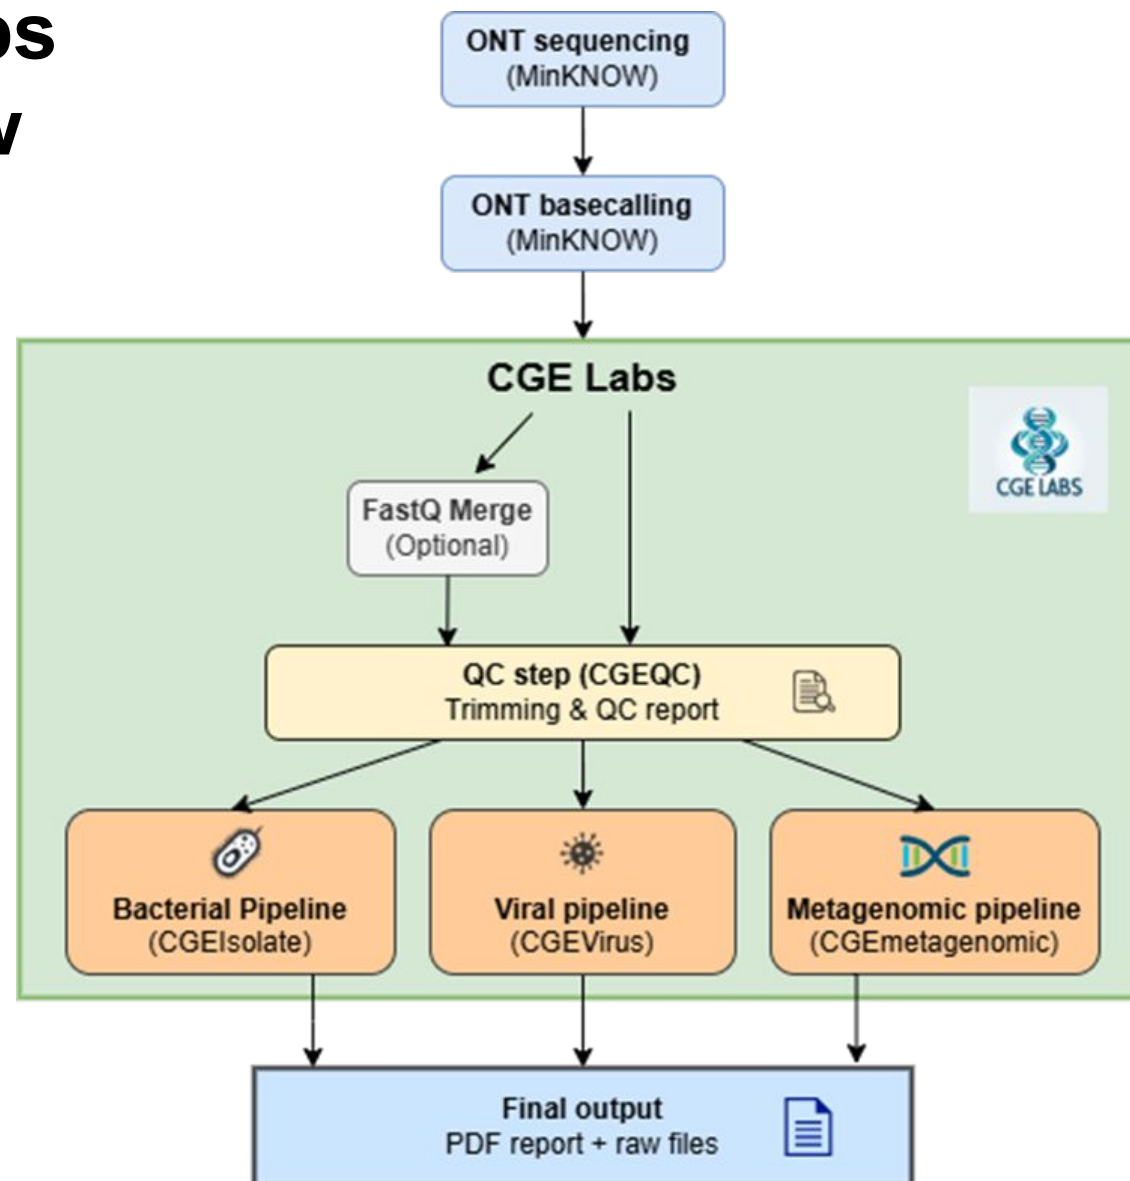 ONT sequencing
(MinKNOW)
ONT basecalling
(MinKNOW)
CGE Labs
CGE LABS
FastQ Merge
(Optional)
QC step (CGEQC)
Trimming & QC report
Bacterial Pipeline
(CGEIsolate)
Viral pipeline
(CGEVirus)
Metagenomic pipeline
(CGEmetagenomic)
Final output
PDF report + raw files